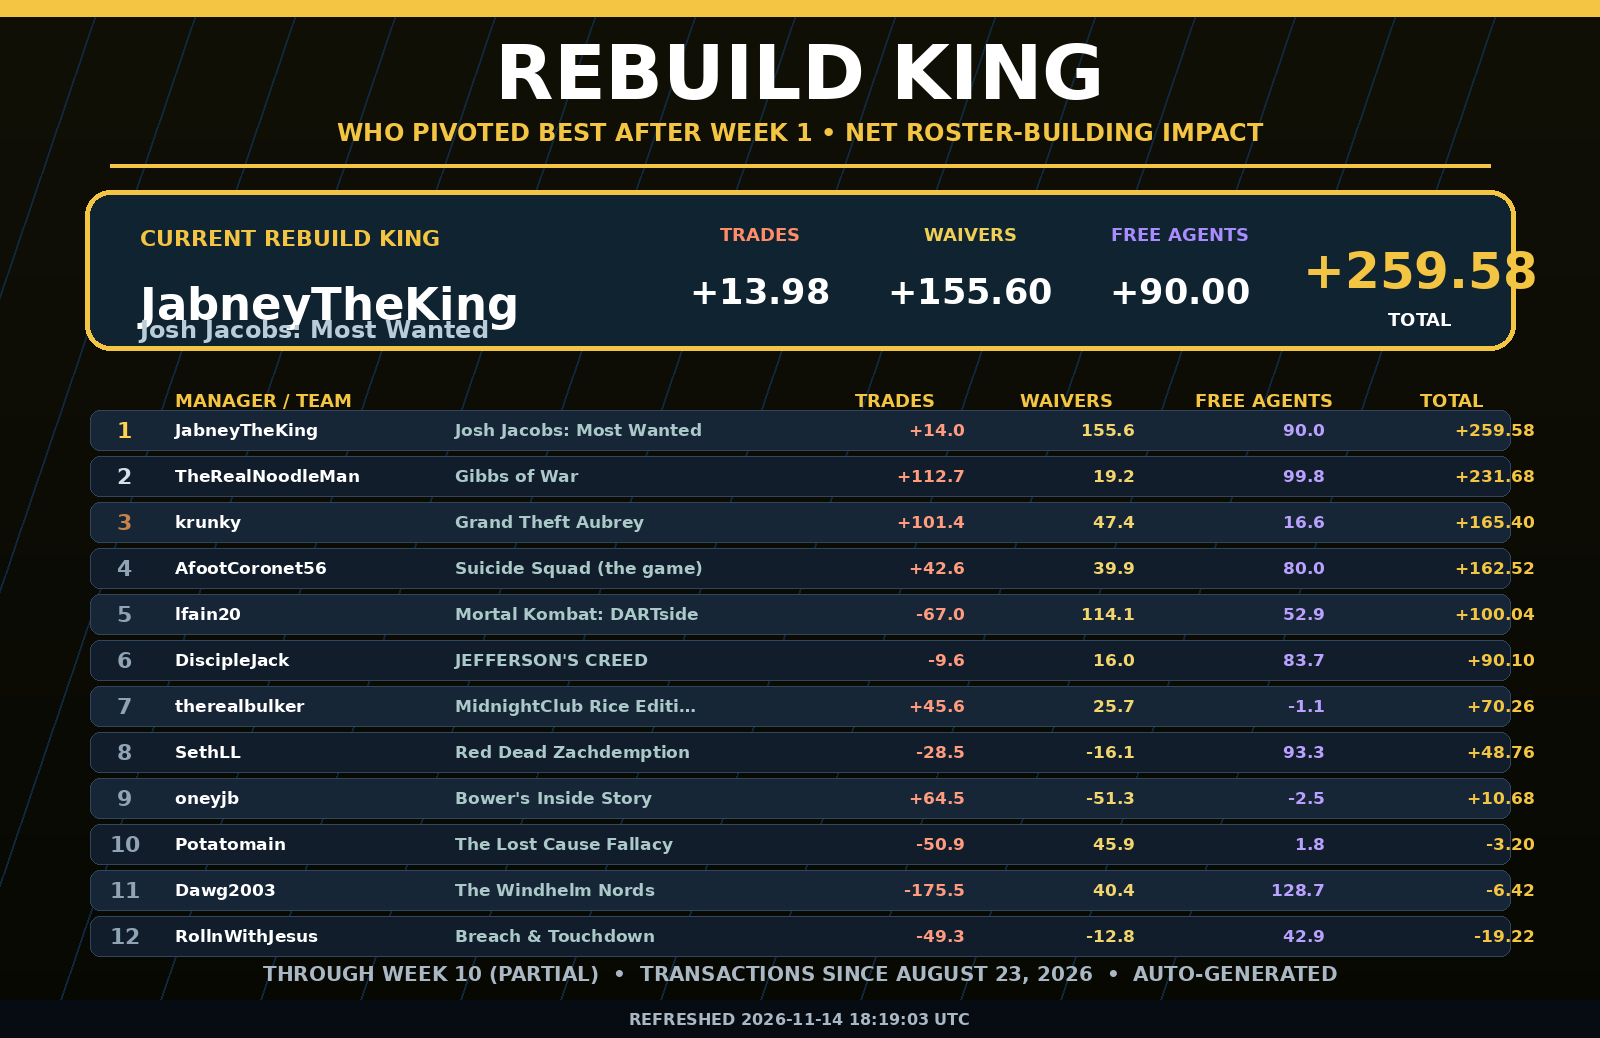 REBUILD KING
WHO PIVOTED BEST AFTER WEEK 1 • NET ROSTER-BUILDING IMPACT
CURRENT REBUILD KING
JabneyTheKing
Josh Jacobs: Most Wanted
TRADES WAIVERS FREE AGENTS
+13.98 +155.60 +90.00
+259.58
TOTAL
MANAGER / TEAM TRADES WAIVERS FREE AGENTS TOTAL
1 JabneyTheKing Josh Jacobs: Most Wanted +14.0 155.6 90.0 +259.58
2 TheRealNoodleMan Gibbs of War +112.7 19.2 99.8 +231.68
3 krunky Grand Theft Aubrey +101.4 47.4 16.6 +165.40
4 AfootCoronet56 Suicide Squad (the game) +42.6 39.9 80.0 +162.52
5 lfain20 Mortal Kombat: DARTside -67.0 114.1 52.9 +100.04
6 DiscipleJack JEFFERSON'S CREED -9.6 16.0 83.7 +90.10
7 therealbulker MidnightClub Rice Editi... +45.6 25.7 -1.1 +70.26
8 SethLL Red Dead Zachdemption -28.5 -16.1 93.3 +48.76
9 oneyjb Bower's Inside Story +64.5 -51.3 -2.5 +10.68
10 Potatomain The Lost Cause Fallacy -50.9 45.9 1.8 -3.20
11 Dawg2003 The Windhelm Nords -175.5 40.4 128.7 -6.42
12 RollnWithJesus Breach & Touchdown -49.3 -12.8 42.9 -19.22
THROUGH WEEK 10 (PARTIAL) • TRANSACTIONS SINCE AUGUST 23, 2026 • AUTO-GENERATED
REFRESHED 2026-11-14 18:19:03 UTC